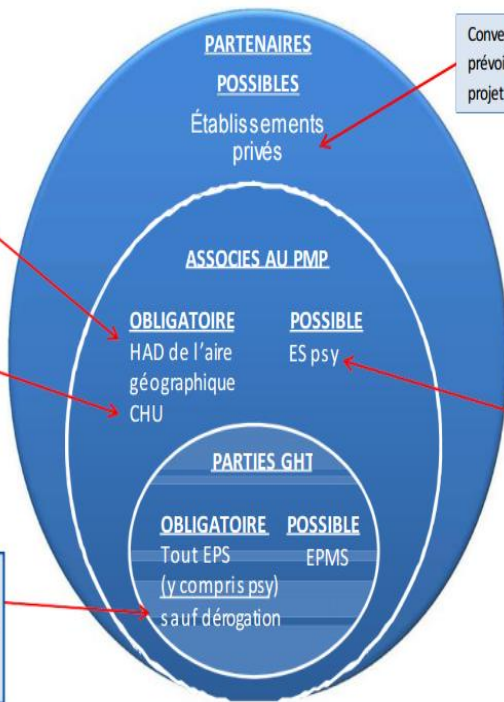 PARTENAIRES
POSSIBLES
Établissements
privés
prévoi
projet
ASSOCIES AU PMP
OBLIGATOIRE
HAD de l'aire
géographique
CHU
POSSIBLE
ES psy
PARTIES GHT
OBLIGATOIRE
Tout EPS
(y compris psy)
sauf dérogation
POSSIBLE
EPMS